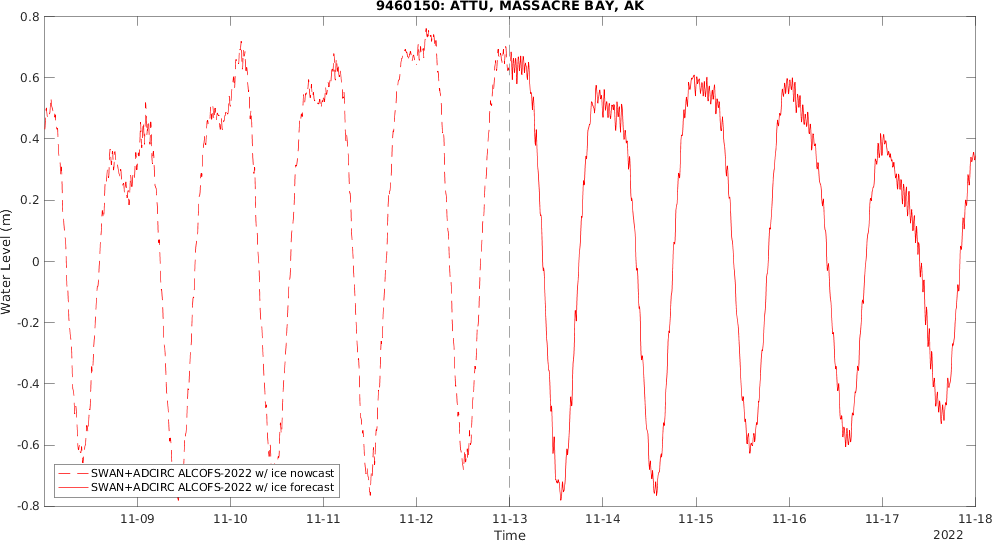 9460150: ATTU, MASSACRE BAY, AK
0.8
0.6
0.4
0.2
0
-0.2
-0.4
-0.6
-0.8
Water Level (m)
SWAN+ADCIRC ALCOFS-2022 w/ ice nowcast
SWAN+ADCIRC ALCOFS-2022 w/ ice forecast
11-09 11-10 11-11 11-12 11-13 11-14 11-15 11-16 11-17 11-18
Time
2022